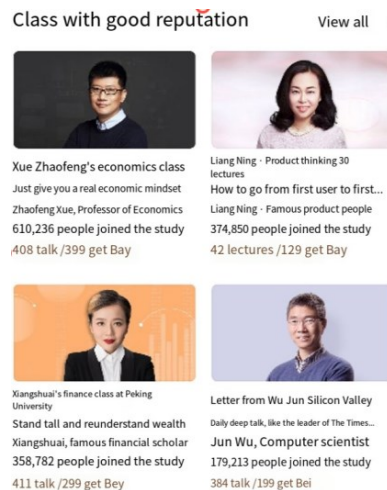 Class with good reputation
View all
Xue Zhaofeng's economics class
Just give you a real economic mindset
Zhaofeng Xue, Professor of Economics
610,236 people joined the study
408 talk /399 get Bay
Liang Ning · Product thinking 30
lectures
How to go from first user to first...
Liang Ning · Famous product people
374,850 people joined the study
42 lectures /129 get Bay
Xiangshuai's finance class at Peking
University
Stand tall and reunderstand wealth
Xiangshuai, famous financial scholar
358,782 people joined the study
411 talk /299 get Bey
Letter from Wu Jun Silicon Valley
Daily deep talk, like the leader of The Times...
Jun Wu, Computer scientist
179,213 people joined the study
384 talk /199 get Bei